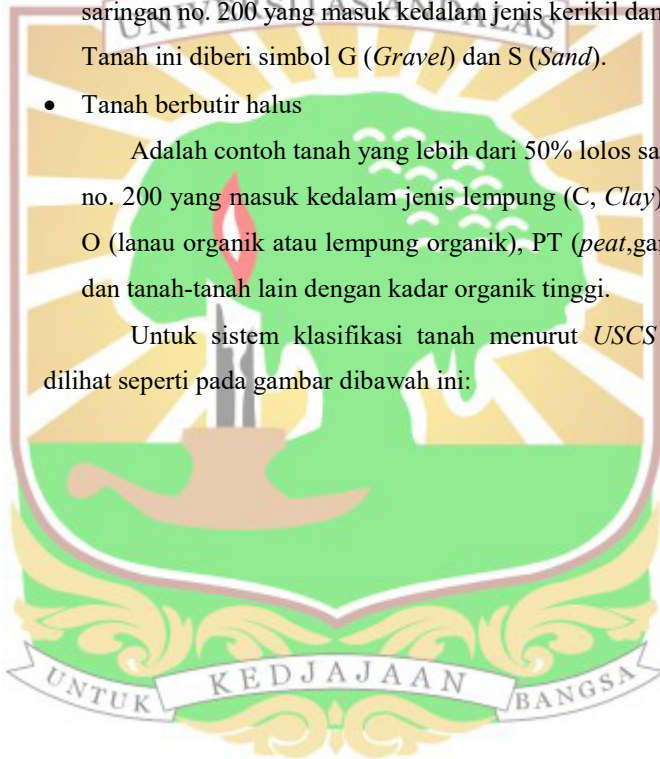 saringan no. 200 yang masuk kedalam jenis kerikil dan
UNIVERSITAS ANDALAS
Tanah ini diberi simbol G (Gravel) dan S (Sand).
• Tanah berbutir halus
Adalah contoh tanah yang lebih dari 50% lolos sa
no. 200 yang masuk kedalam jenis lempung (C, Clay)
O (lanau organik atau lempung organik), PT (peat,gam
dan tanah-tanah lain dengan kadar organik tinggi.
Untuk sistem klasifikasi tanah menurut USCS
dilihat seperti pada gambar dibawah ini:
UNTUK KEDJAJAAN BANGSA